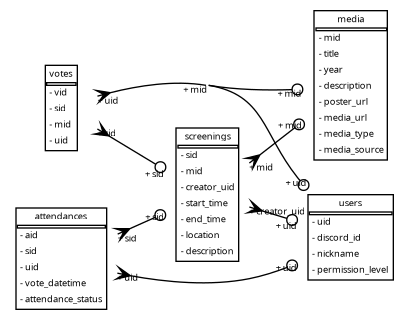 media
- mid
- title
- year
- description
- poster_url
- media_url
- media_type
- media_source
votes
- vid
- sid
- mid
- uid
+ uid
+ mid
+ mid
+ mid
sid
+ sid
screenings
- sid
- mid
- creator_uid
- start_time
- end_time
- location
- description
mid
+ uid
users
- uid
- discord_id
- nickname
- permission_level
creator_uid
+ uid
attendances
- aid
- sid
- uid
- vote_datetime
- attendance_status
sid
+ sid
uid
+ uid